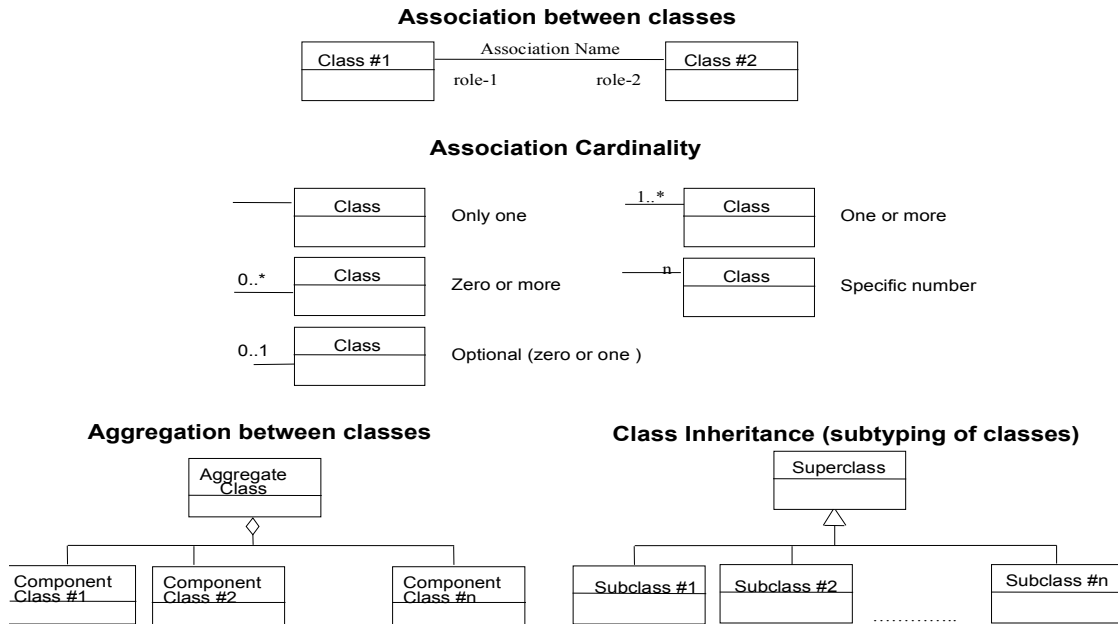 Association between classes
Class #1
Association Name
Class #2
role-1
role-2
Association Cardinality
Class
Only one
1..*
Class
One or more
0..*
Class
Zero or more
n
Class
Specific number
0..1
Class
Optional (zero or one )
Aggregation between classes
Aggregate
Class
Component
Class #1
Component
Class #2
Component
Class #n
Class Inheritance (subtyping of classes)
Superclass
Subclass #1
Subclass #2
Subclass #n
..............